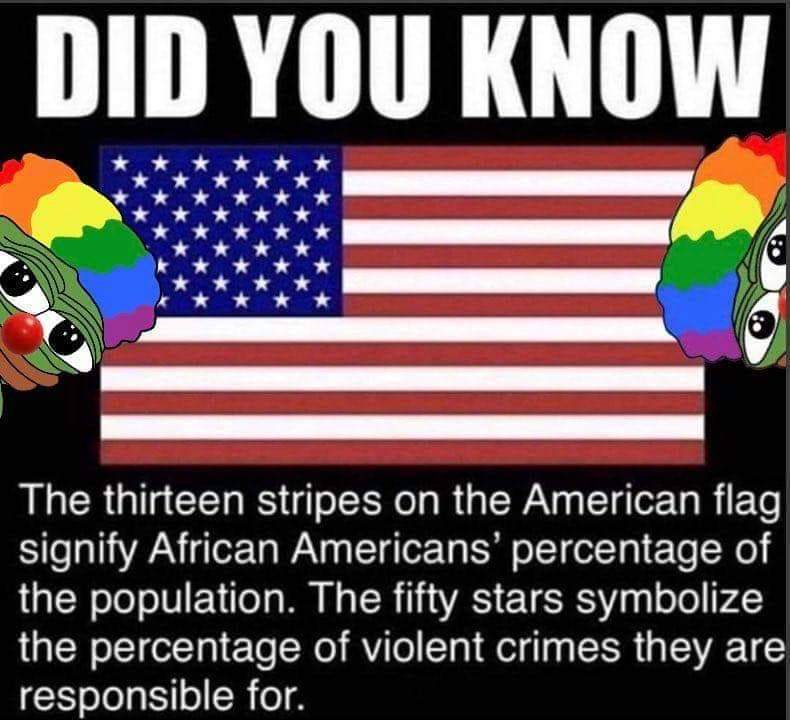 DID YOU KNOW
The thirteen stripes on the American flag
signify African Americans’ percentage of
the population. The fifty stars symbolize
the percentage of violent crimes they are
responsible for.